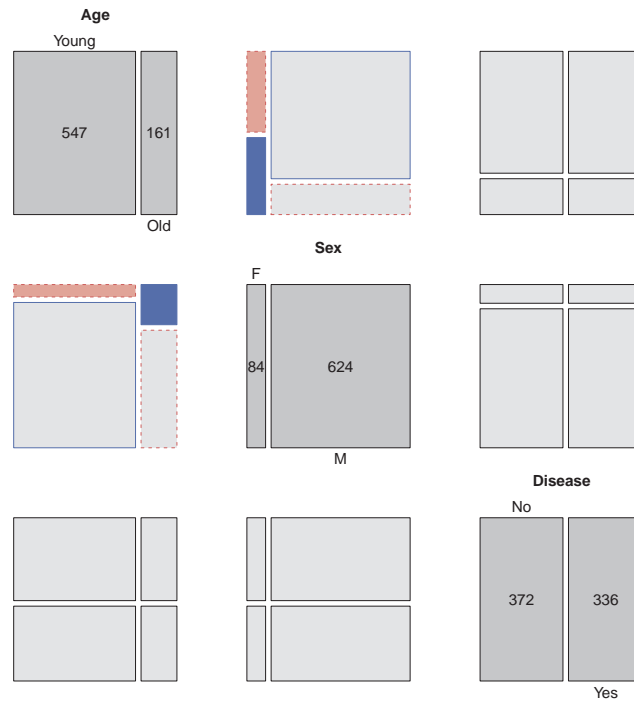 Age
Young
547
161
Old
Sex
F
84
624
M
Disease
No
372
336
Yes